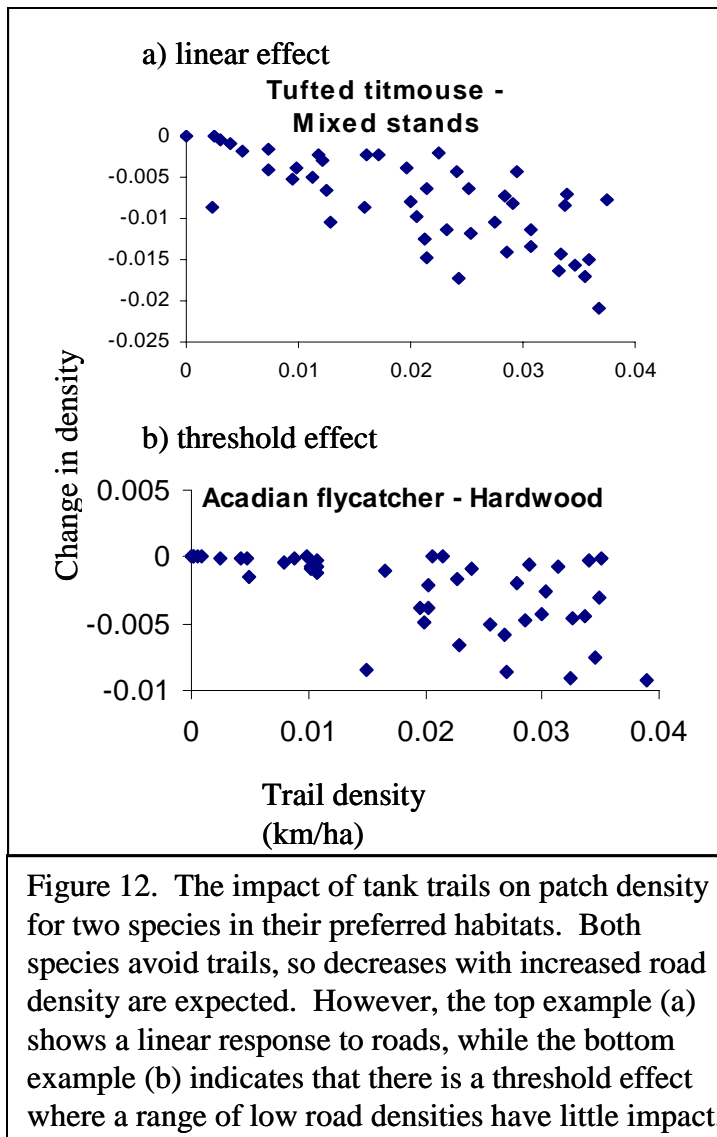 a) linear effect
Tufted titmouse -
Mixed stands
0
-0.005
-0.01
-0.015
-0.02
-0.025
0 0.01 0.02 0.03 0.04
Change in density
b) threshold effect
Acadian flycatcher - Hardwood
0.005
0
-0.005
-0.01
0 0.01 0.02 0.03 0.04
Trail density
(km/ha)
Figure 12. The impact of tank trails on patch density
for two species in their preferred habitats. Both
species avoid trails, so decreases with increased road
density are expected. However, the top example (a)
shows a linear response to roads, while the bottom
example (b) indicates that there is a threshold effect
where a range of low road densities have little impact